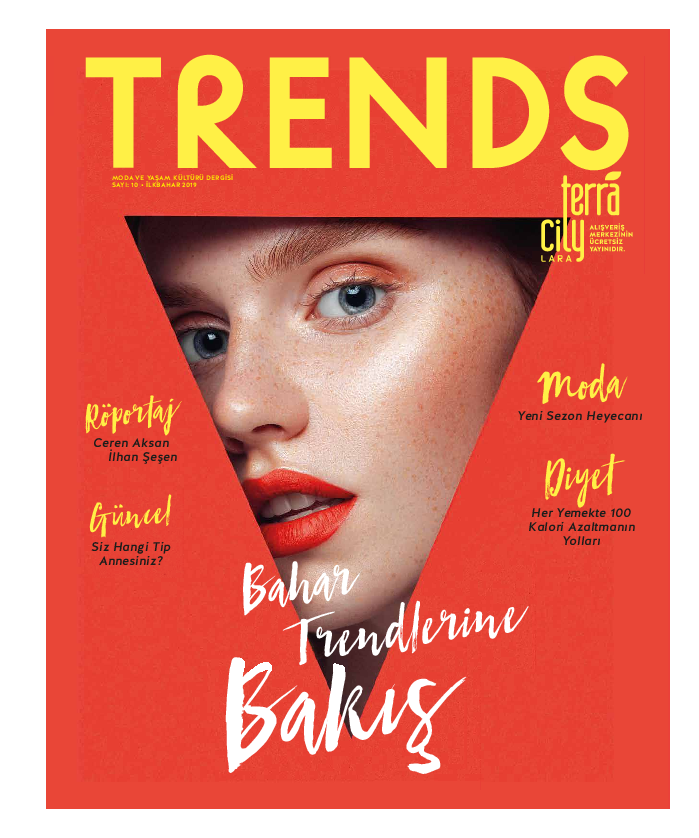 TRENDS
MODA VE YAŞAM KÜLTÜRÜ DERGİSİ
SAYI: 10 - İLKBAHAR 2019
terra
city
LARA
ALIŞVERİŞ
MERKEZİNİN
ÜCRETSİZ
YAYINIDIR.
Röportaj
Ceren Aksan
İlhan Şeşen
Güncel
Siz Hangi Tip
Annesiniz?
Moda
Yeni Sezon Heyecanı
Diyet
Her Yemekte 100
Kalori Azaltmanın
Yolları
Bahar
Trendlerine
Bakış